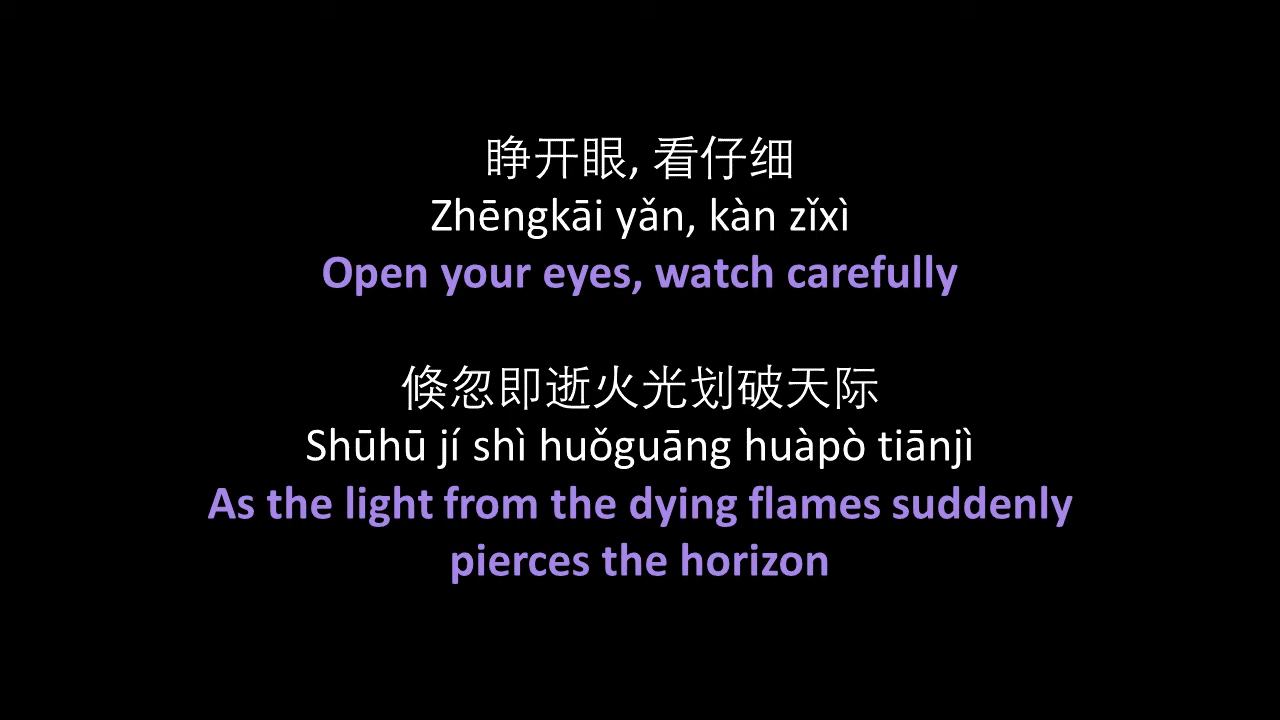 睁开眼, 看仔细
Zhēngkāi yǎn, kàn zǐxì
Open your eyes, watch carefully
倏忽即逝火光划破天际
Shūhū jí shì huǒguāng huàpò tiānjì
As the light from the dying flames suddenly
pierces the horizon